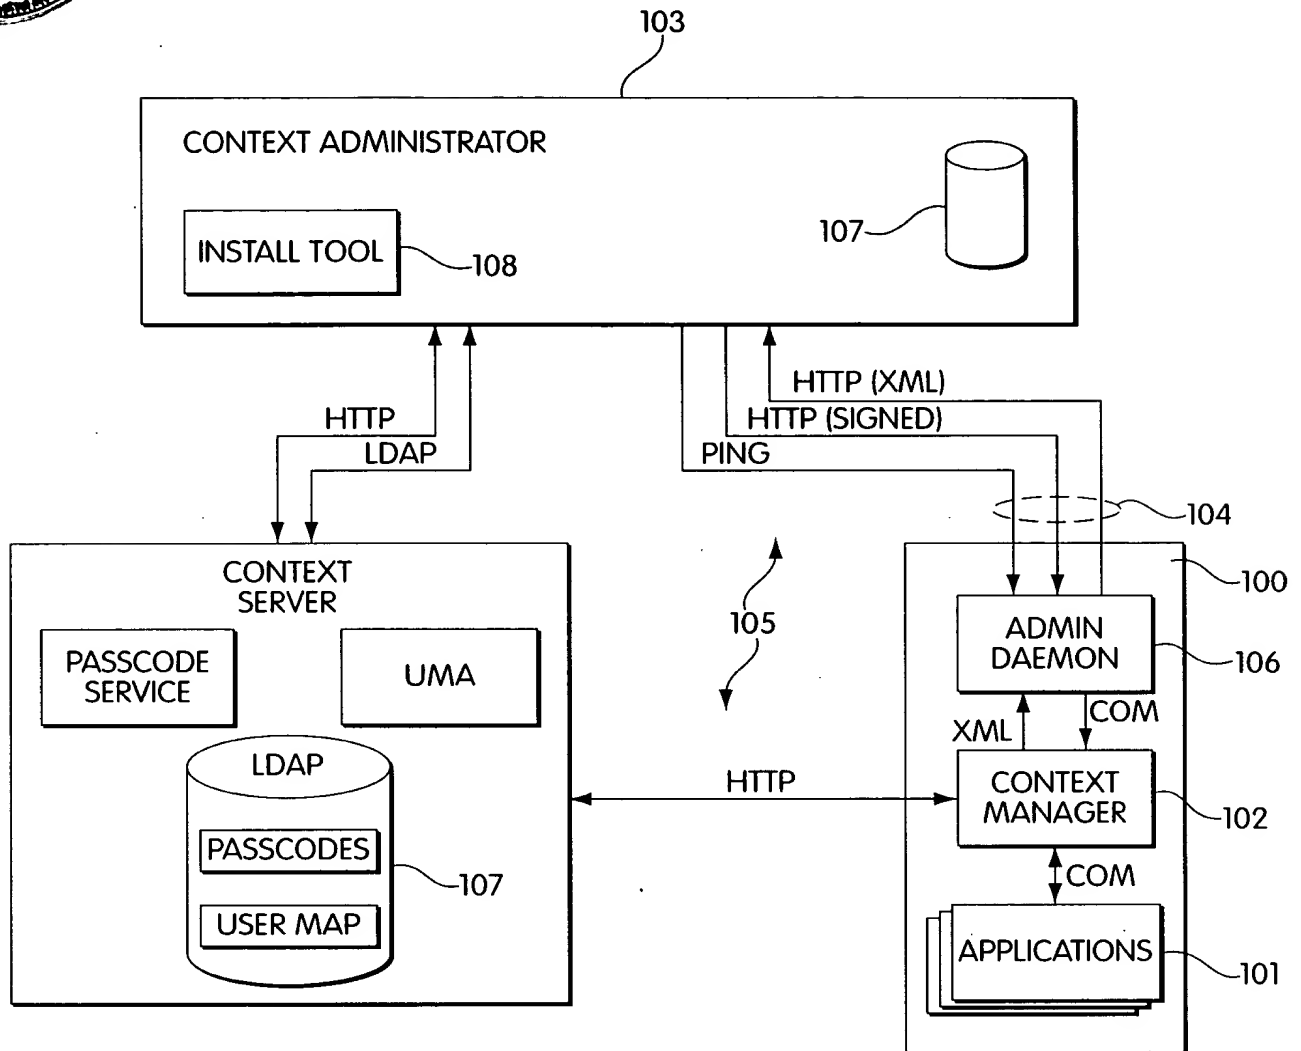 103
CONTEXT ADMINISTRATOR
INSTALL TOOL
108
107
HTTP
LDAP
HTTP (XML)
HTTP (SIGNED)
PING
104
100
CONTEXT
SERVER
PASSCODE
SERVICE
UMA
105
ADMIN
DAEMON
106
XML
COM
LDAP
HTTP
CONTEXT
MANAGER
102
PASSCODES
107
COM
USER MAP
APPLICATIONS
101